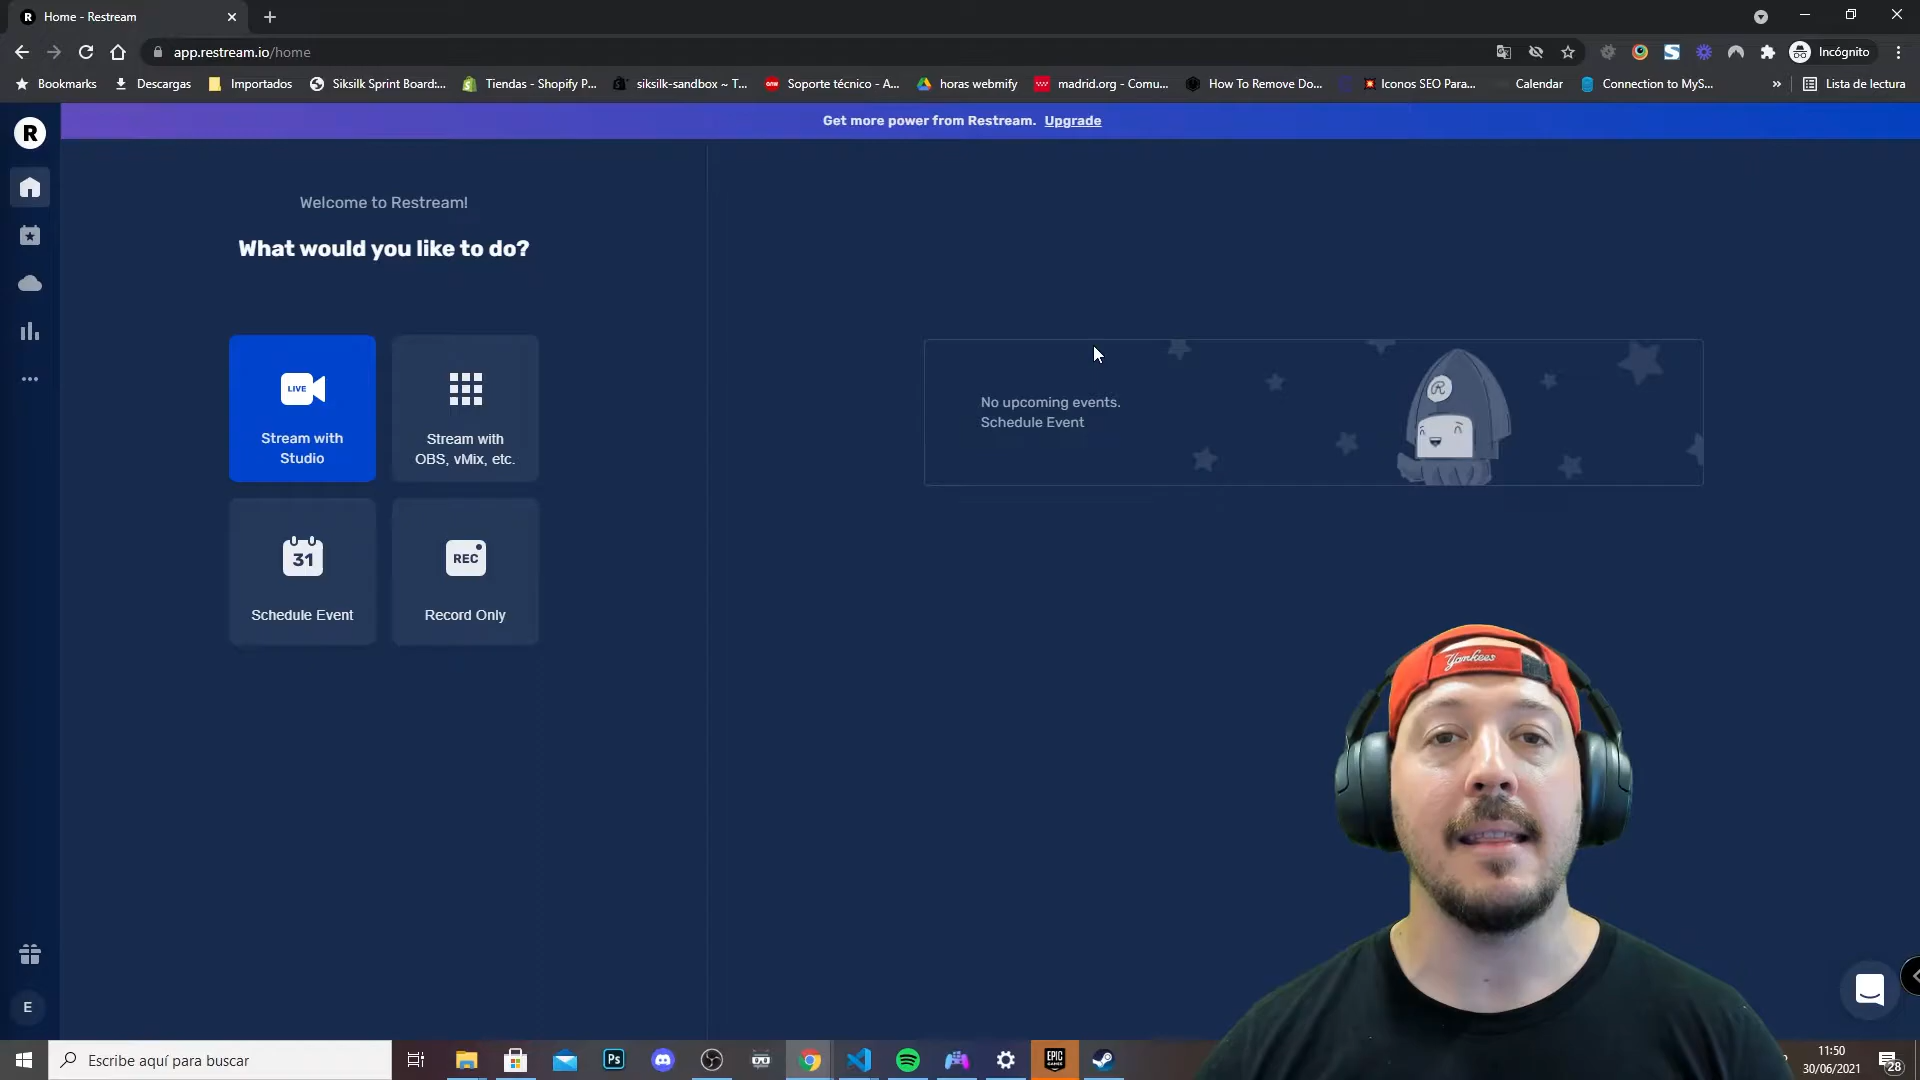 Home - Restream
app.restream.io/home
Incógnito
Bookmarks
Descargas
Importados
Siksilk Sprint Board:...
Tiendas - Shopify P...
siksilk-sandbox ~ T...
Soporte técnico - A...
horas webmify
madrid.org - Comu...
How To Remove Do...
Iconos SEO Para...
Calendar
Connection to MyS...
»
Lista de lectura
R
Get more power from Restream. Upgrade
Welcome to Restream!
What would you like to do?
LIVE
Stream with
Studio
Stream with
OBS, vMix, etc.
31
Schedule Event
REC
Record Only
No upcoming events.
Schedule Event
R
Yankees
E
Escribe aquí para buscar
Ps
EPIC
GAMES
11:50
30/06/2021
28